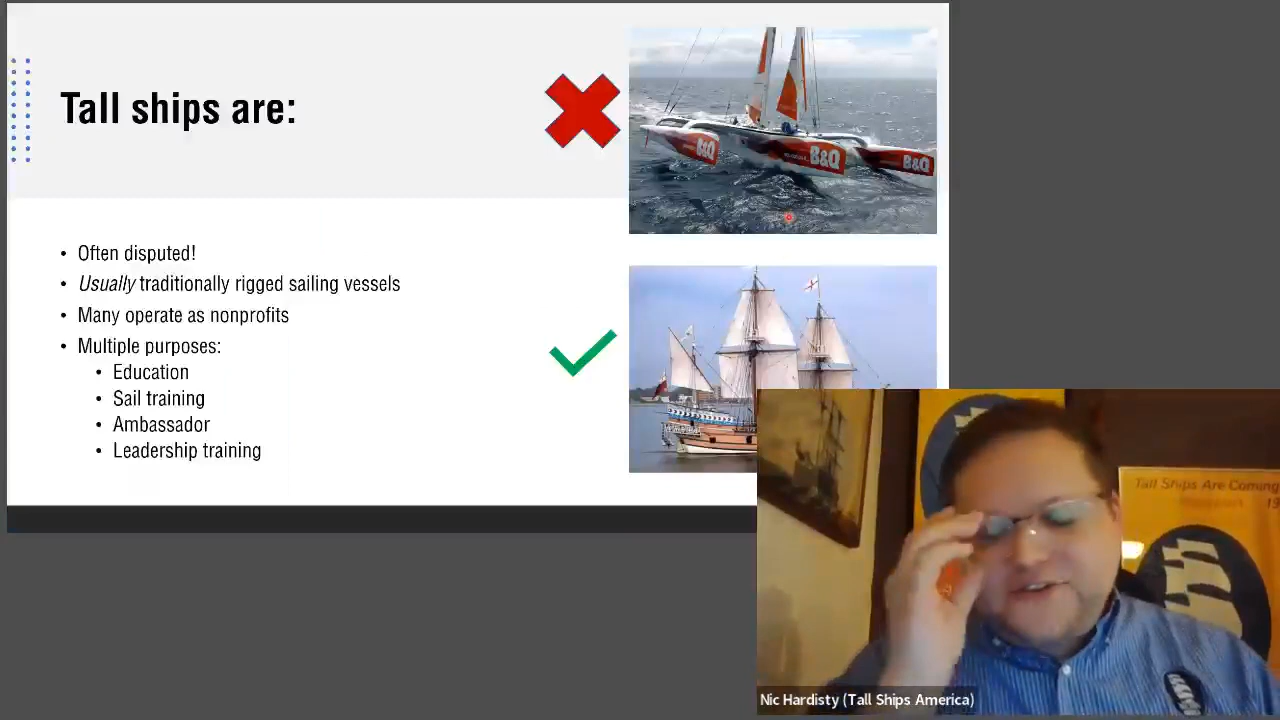 Tall ships are:
B&Q
B&Q
B&Q
• Often disputed!
• Usually traditionally rigged sailing vessels
• Many operate as nonprofits
• Multiple purposes:
• Education
• Sail training
• Ambassador
• Leadership training
Tall Ships Are Coming
Nic Hardisty (Tall Ships America)